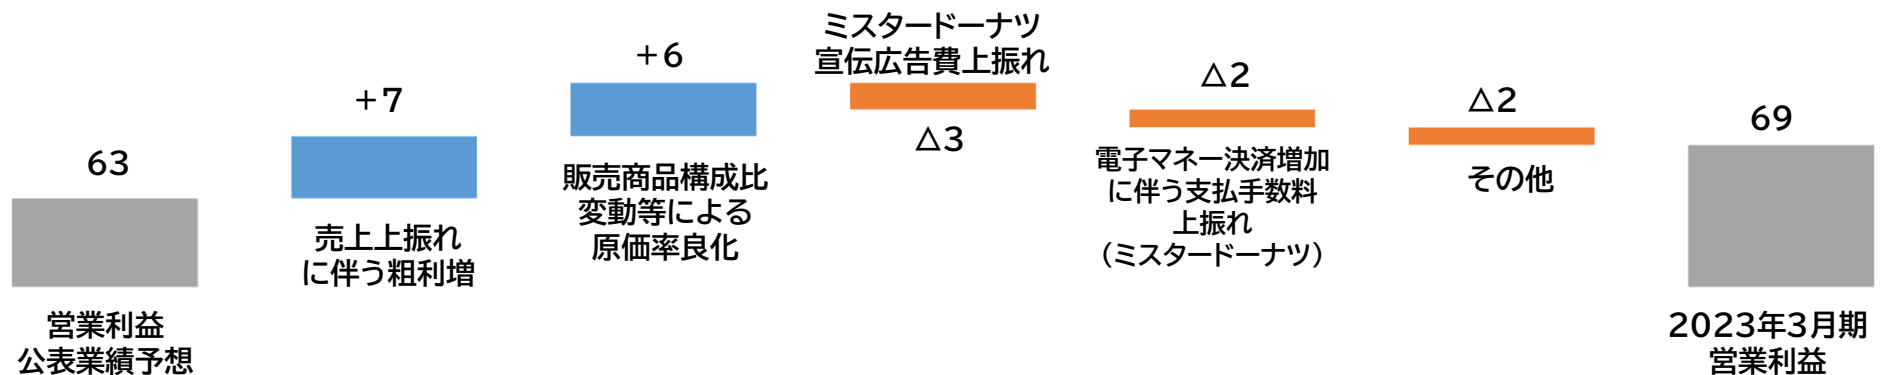 63
営業利益
公表業績予想
+7
売上上振れ
に伴う粗利増
+6
販売商品構成比
変動等による
原価率良化
ミスタードーナツ
宣伝広告費上振れ
△3
△2
電子マネー決済増加
に伴う支払手数料
上振れ
(ミスタードーナツ)
△2
その他
69
2023年3月期
営業利益